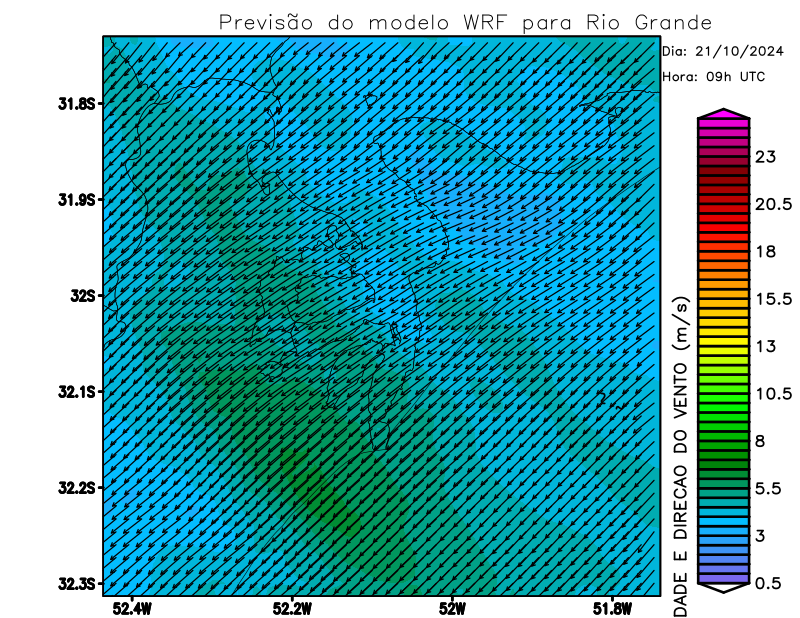 Previsão do modelo WRF para Rio Grande
Dia: 21/10/2024
Hora: 09h UTC
31.8S
31.9S
32S
32.1S
32.2S
32.3S
52.4W
52.2W
52W
51.8W
23
20.5
18
15.5
13
10.5
8
5.5
3
0.5
DADE E DIRECAO DO VENTO (m/s)